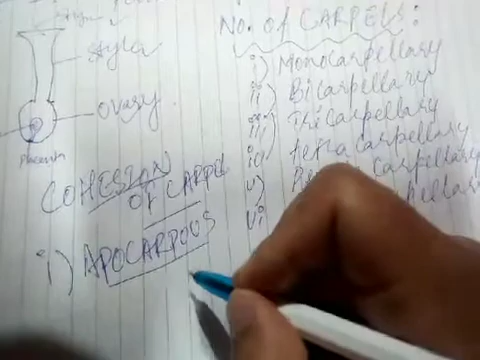 style
ovary
Placenta
No. of CARPELS:
i) Monocarpellary
ii) Bicarpellary
iii) Tricarpellary
iv) Tetracarpellary
v)
vi
COHESION
OF CARPEL
i) APOCARPOUS